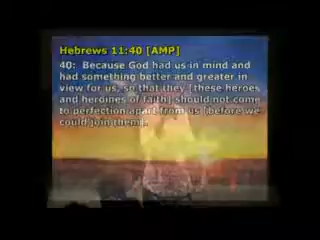 Hebrews 11:40 [AMP]
40:  Because God had us in mind and
had something better and greater in
view for us, so that they [these heroes
and heroines of faith] should not come
to perfection apart from us [before we
could join them].